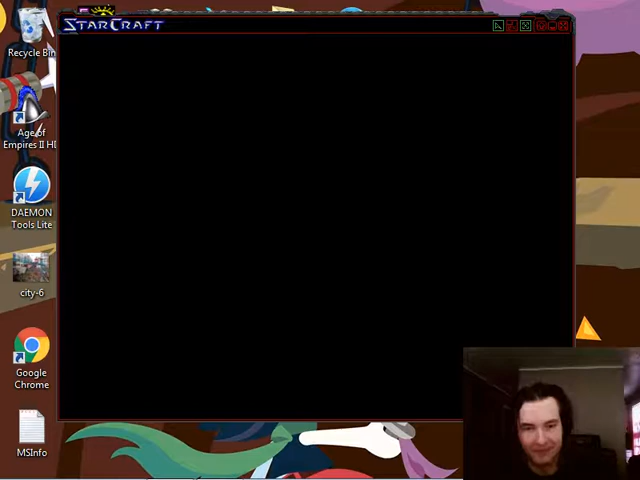 StarCraft
Recycle Bin
Age of
Empires II HD
DAEMON
Tools Lite
city-6
Google
Chrome
MSInfo